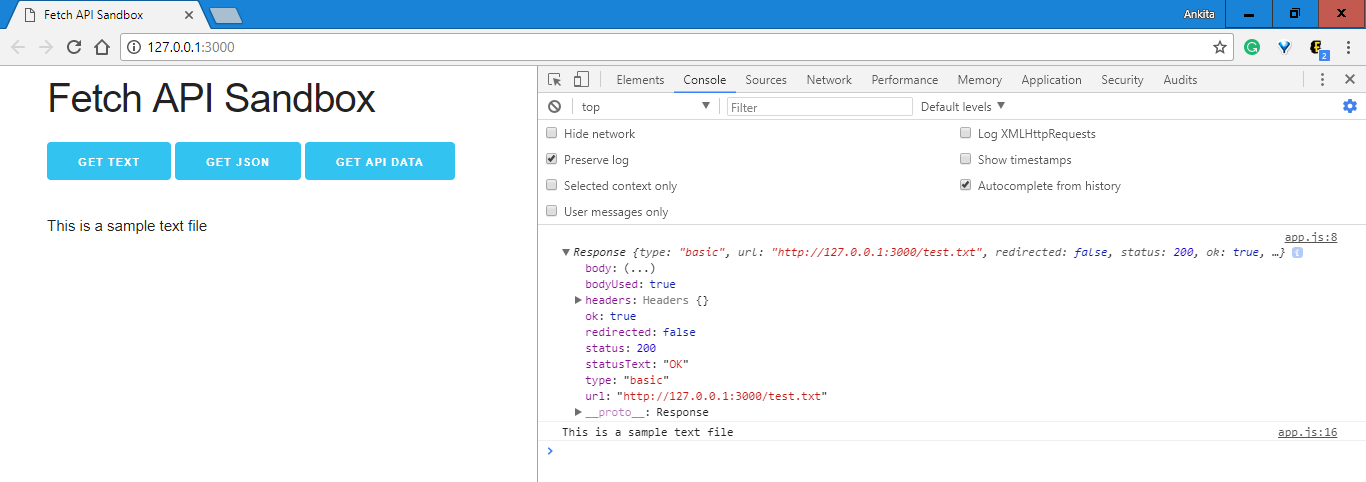 Fetch API Sandbox
Ankita
127.0.0.1:3000
2
Fetch API Sandbox
GET TEXT GET JSON GET API DATA
This is a sample text file
Elements Console Sources Network Performance Memory Application Security Audits
top Filter Default levels
Hide network Log XMLHttpRequests
Preserve log Show timestamps
Selected context only Autocomplete from history
User messages only
app.js:8
Response {type: "basic", url: "http://127.0.0.1:3000/test.txt", redirected: false, status: 200, ok: true, …} i
body: (...)
bodyUsed: true
headers: Headers {}
ok: true
redirected: false
status: 200
statusText: "OK"
type: "basic"
url: "http://127.0.0.1:3000/test.txt"
__proto__: Response
This is a sample text file app.js:16